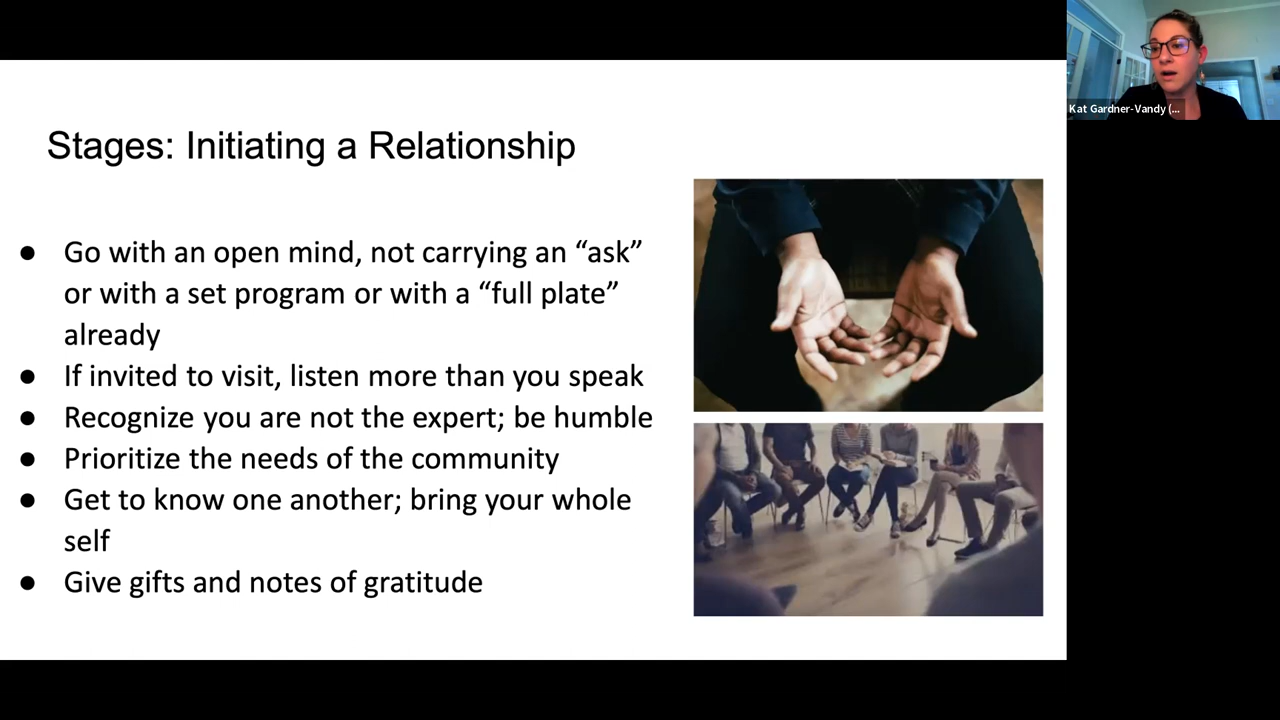 Kat Gardner-Vandy (...
Stages: Initiating a Relationship
● Go with an open mind, not carrying an “ask”
or with a set program or with a “full plate”
already
● If invited to visit, listen more than you speak
● Recognize you are not the expert; be humble
● Prioritize the needs of the community
● Get to know one another; bring your whole
self
● Give gifts and notes of gratitude